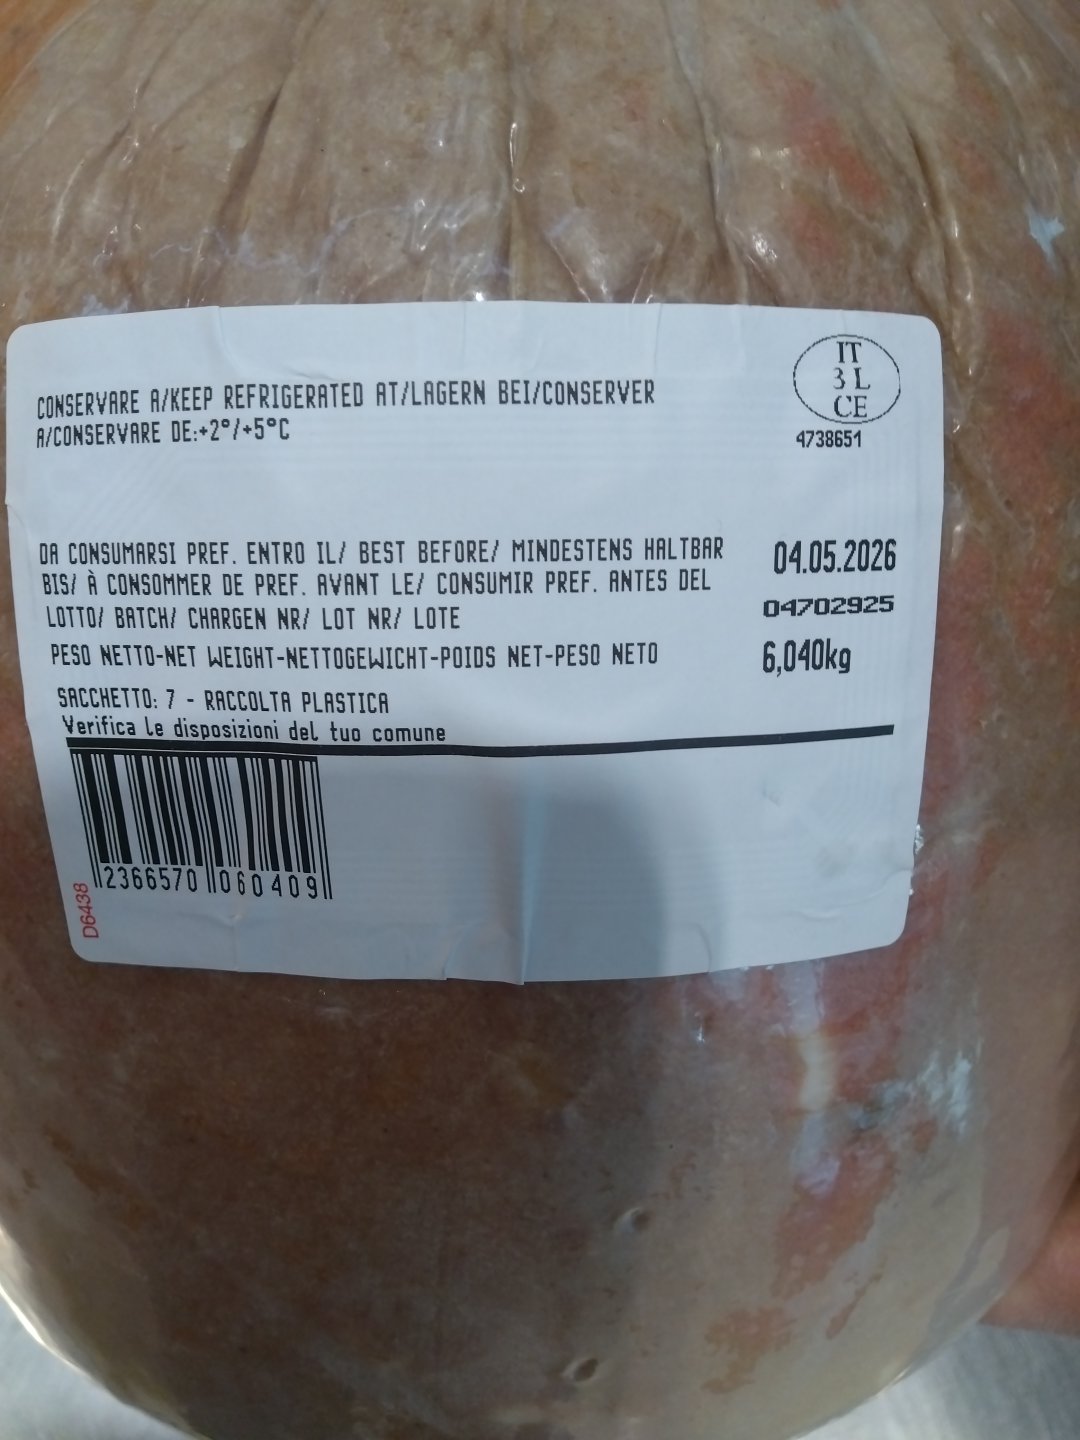 IT
3 L
CE
4738651
CONSERVARE A/KEEP REFRIGERATED AT/LAGERN BEI/CONSERVER
A/CONSERVARE DE:+2°/+5°C
DA CONSUMARSI PREF. ENTRO IL/ BEST BEFORE/ MINDESTENS HALTBAR
BIS/ À CONSOMMER DE PREF. AVANT LE/ CONSUMIR PREF. ANTES DEL
04.05.2026
LOTTO/ BATCH/ CHARGEN NR/ LOT NR/ LOTE
04702925
PESO NETTO-NET WEIGHT-NETTOGEWICHT-POIDS NET-PESO NETO
6,040kg
SACCHETTO: 7 - RACCOLTA PLASTICA
Verifica le disposizioni del tuo comune
2366570 060409
D6438